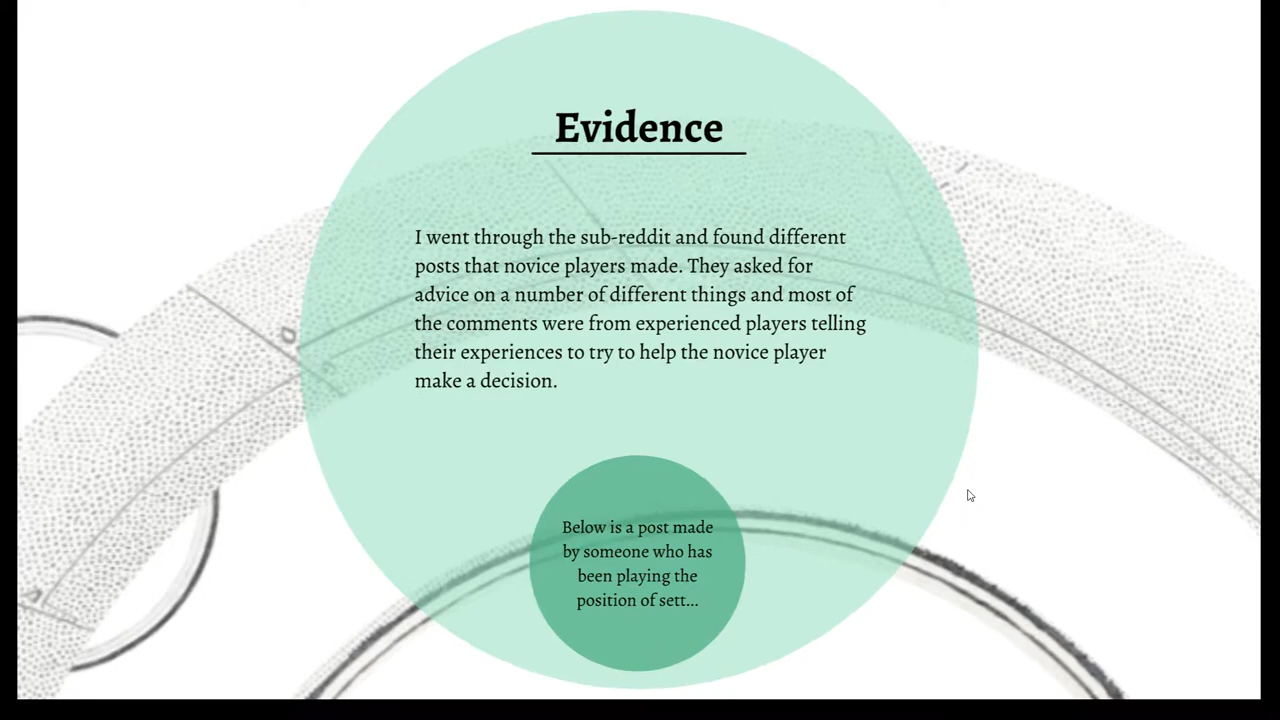 Evidence
I went through the sub-reddit and found different
posts that novice players made. They asked for
advice on a number of different things and most of
the comments were from experienced players telling
their experiences to try to help the novice player
make a decision.
Below is a post made
by someone who has
been playing the
position of sett...